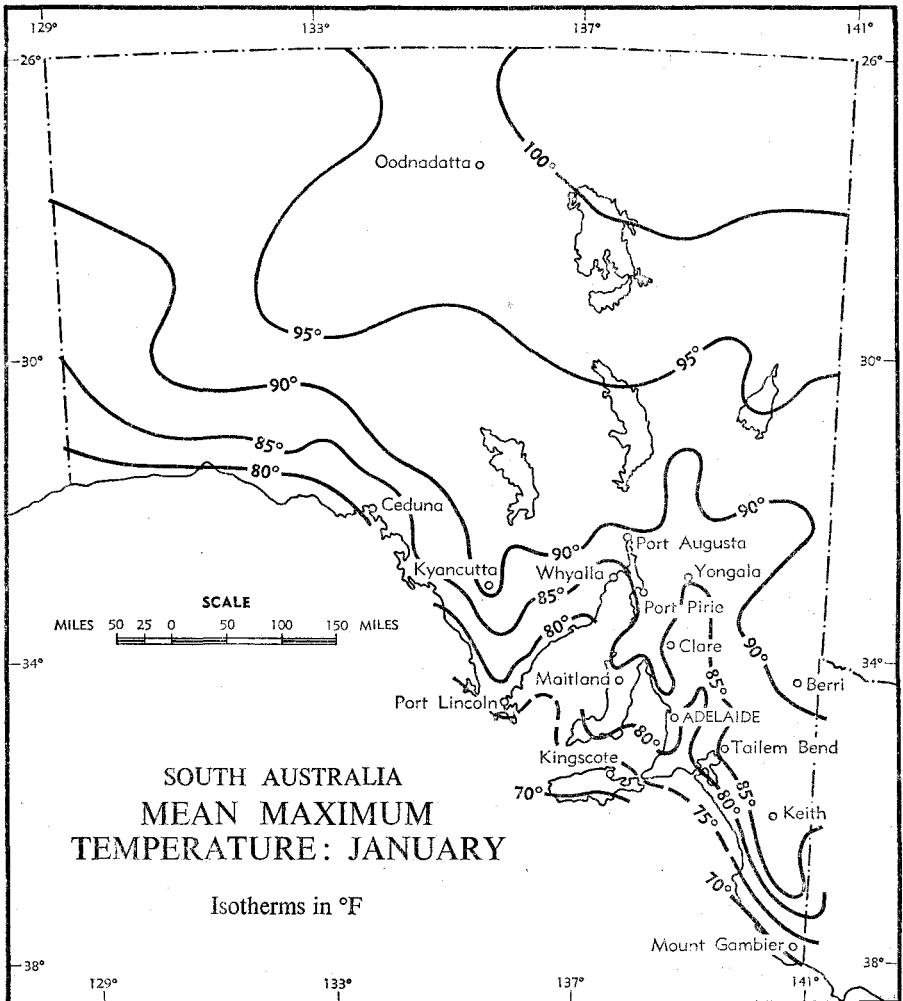 129° 133° 137° 141°
26° 26°
Oodnadatta
100°
95°
95°
30° 30°
90°
85°
80°
Ceduna
90°
90°
Port Augusta
Kyancutta
Whyalla
Yongala
85°
Port Pirie
SCALE
MILES 50 25 0 50 100 150 MILES
80°
Clare
34° 34°
90°
Maitland
85°
Berri
Port Lincoln
ADELAIDE
80°
Tailem Bend
Kingscote
SOUTH AUSTRALIA
70°
85°
80°
75°
Keith
MEAN MAXIMUM
TEMPERATURE: JANUARY
Isotherms in °F
70°
Mount Gambier
38° 38°
129° 133° 137° 141°